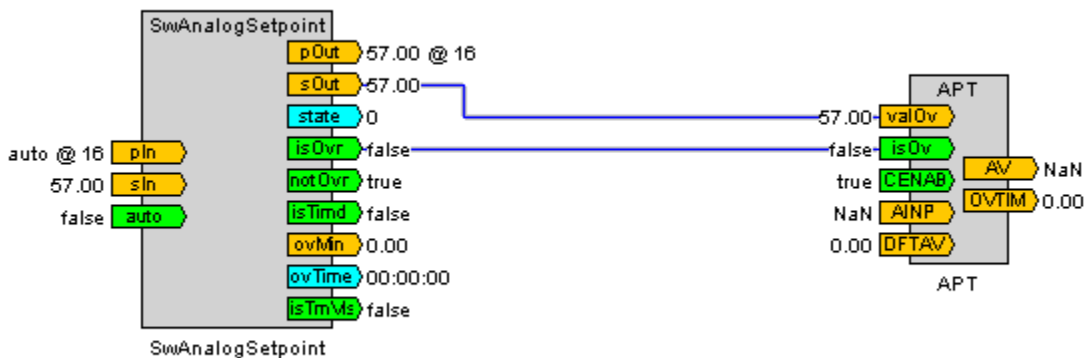 SwAnalogSetpoint
pOut 57.00 @ 16
sOut 57.00
state 0
auto @ 16 pIn
isOvr false
57.00 sIn
notOvr true
false auto
isTimd false
ovMin 0.00
ovTime 00:00:00
isTmMs false
SwAnalogSetpoint
APT
57.00 valOv
false isOv
AV NaN
true CENAB
OVTIM 0.00
NaN AINP
0.00 DFTAV
APT